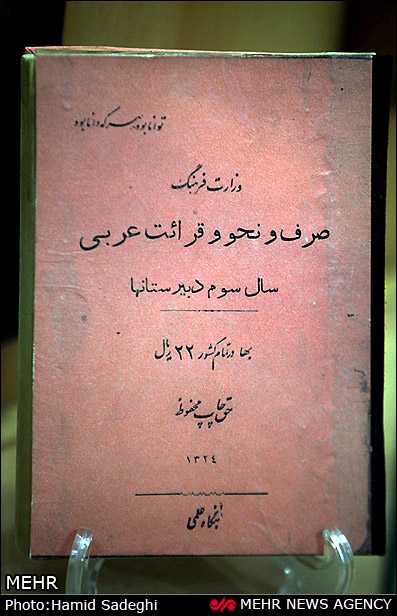 توانا بود هر که دانا بود
وزارت فرهنگ
صرف و نحو و قرائت عربی
سال سوم دبیرستانها
بها در تمام کشور ۲۲ ریال
حق چاپ محفوظ
۱۳۲۴
بنگاه علمی
MEHR
Photo:Hamid Sadeghi
MEHR NEWS AGENCY